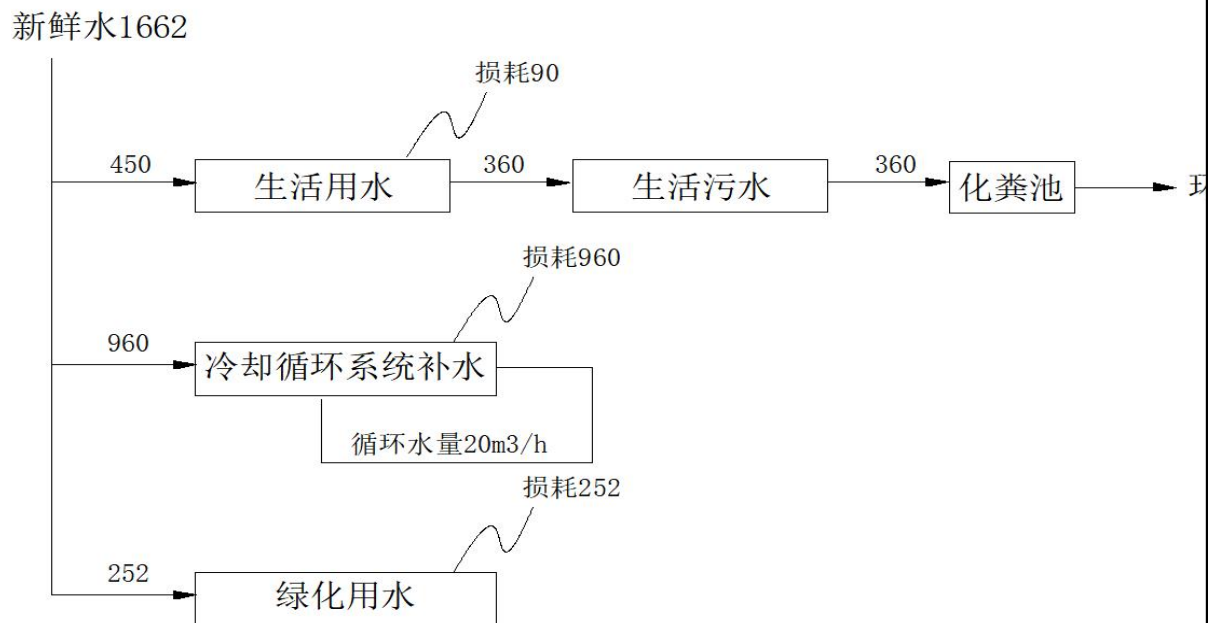 新鲜水1662
损耗90
450
生活用水
360
生活污水
360
化粪池
损耗960
960
冷却循环系统补水
循环水量20m3/h
损耗252
252
绿化用水